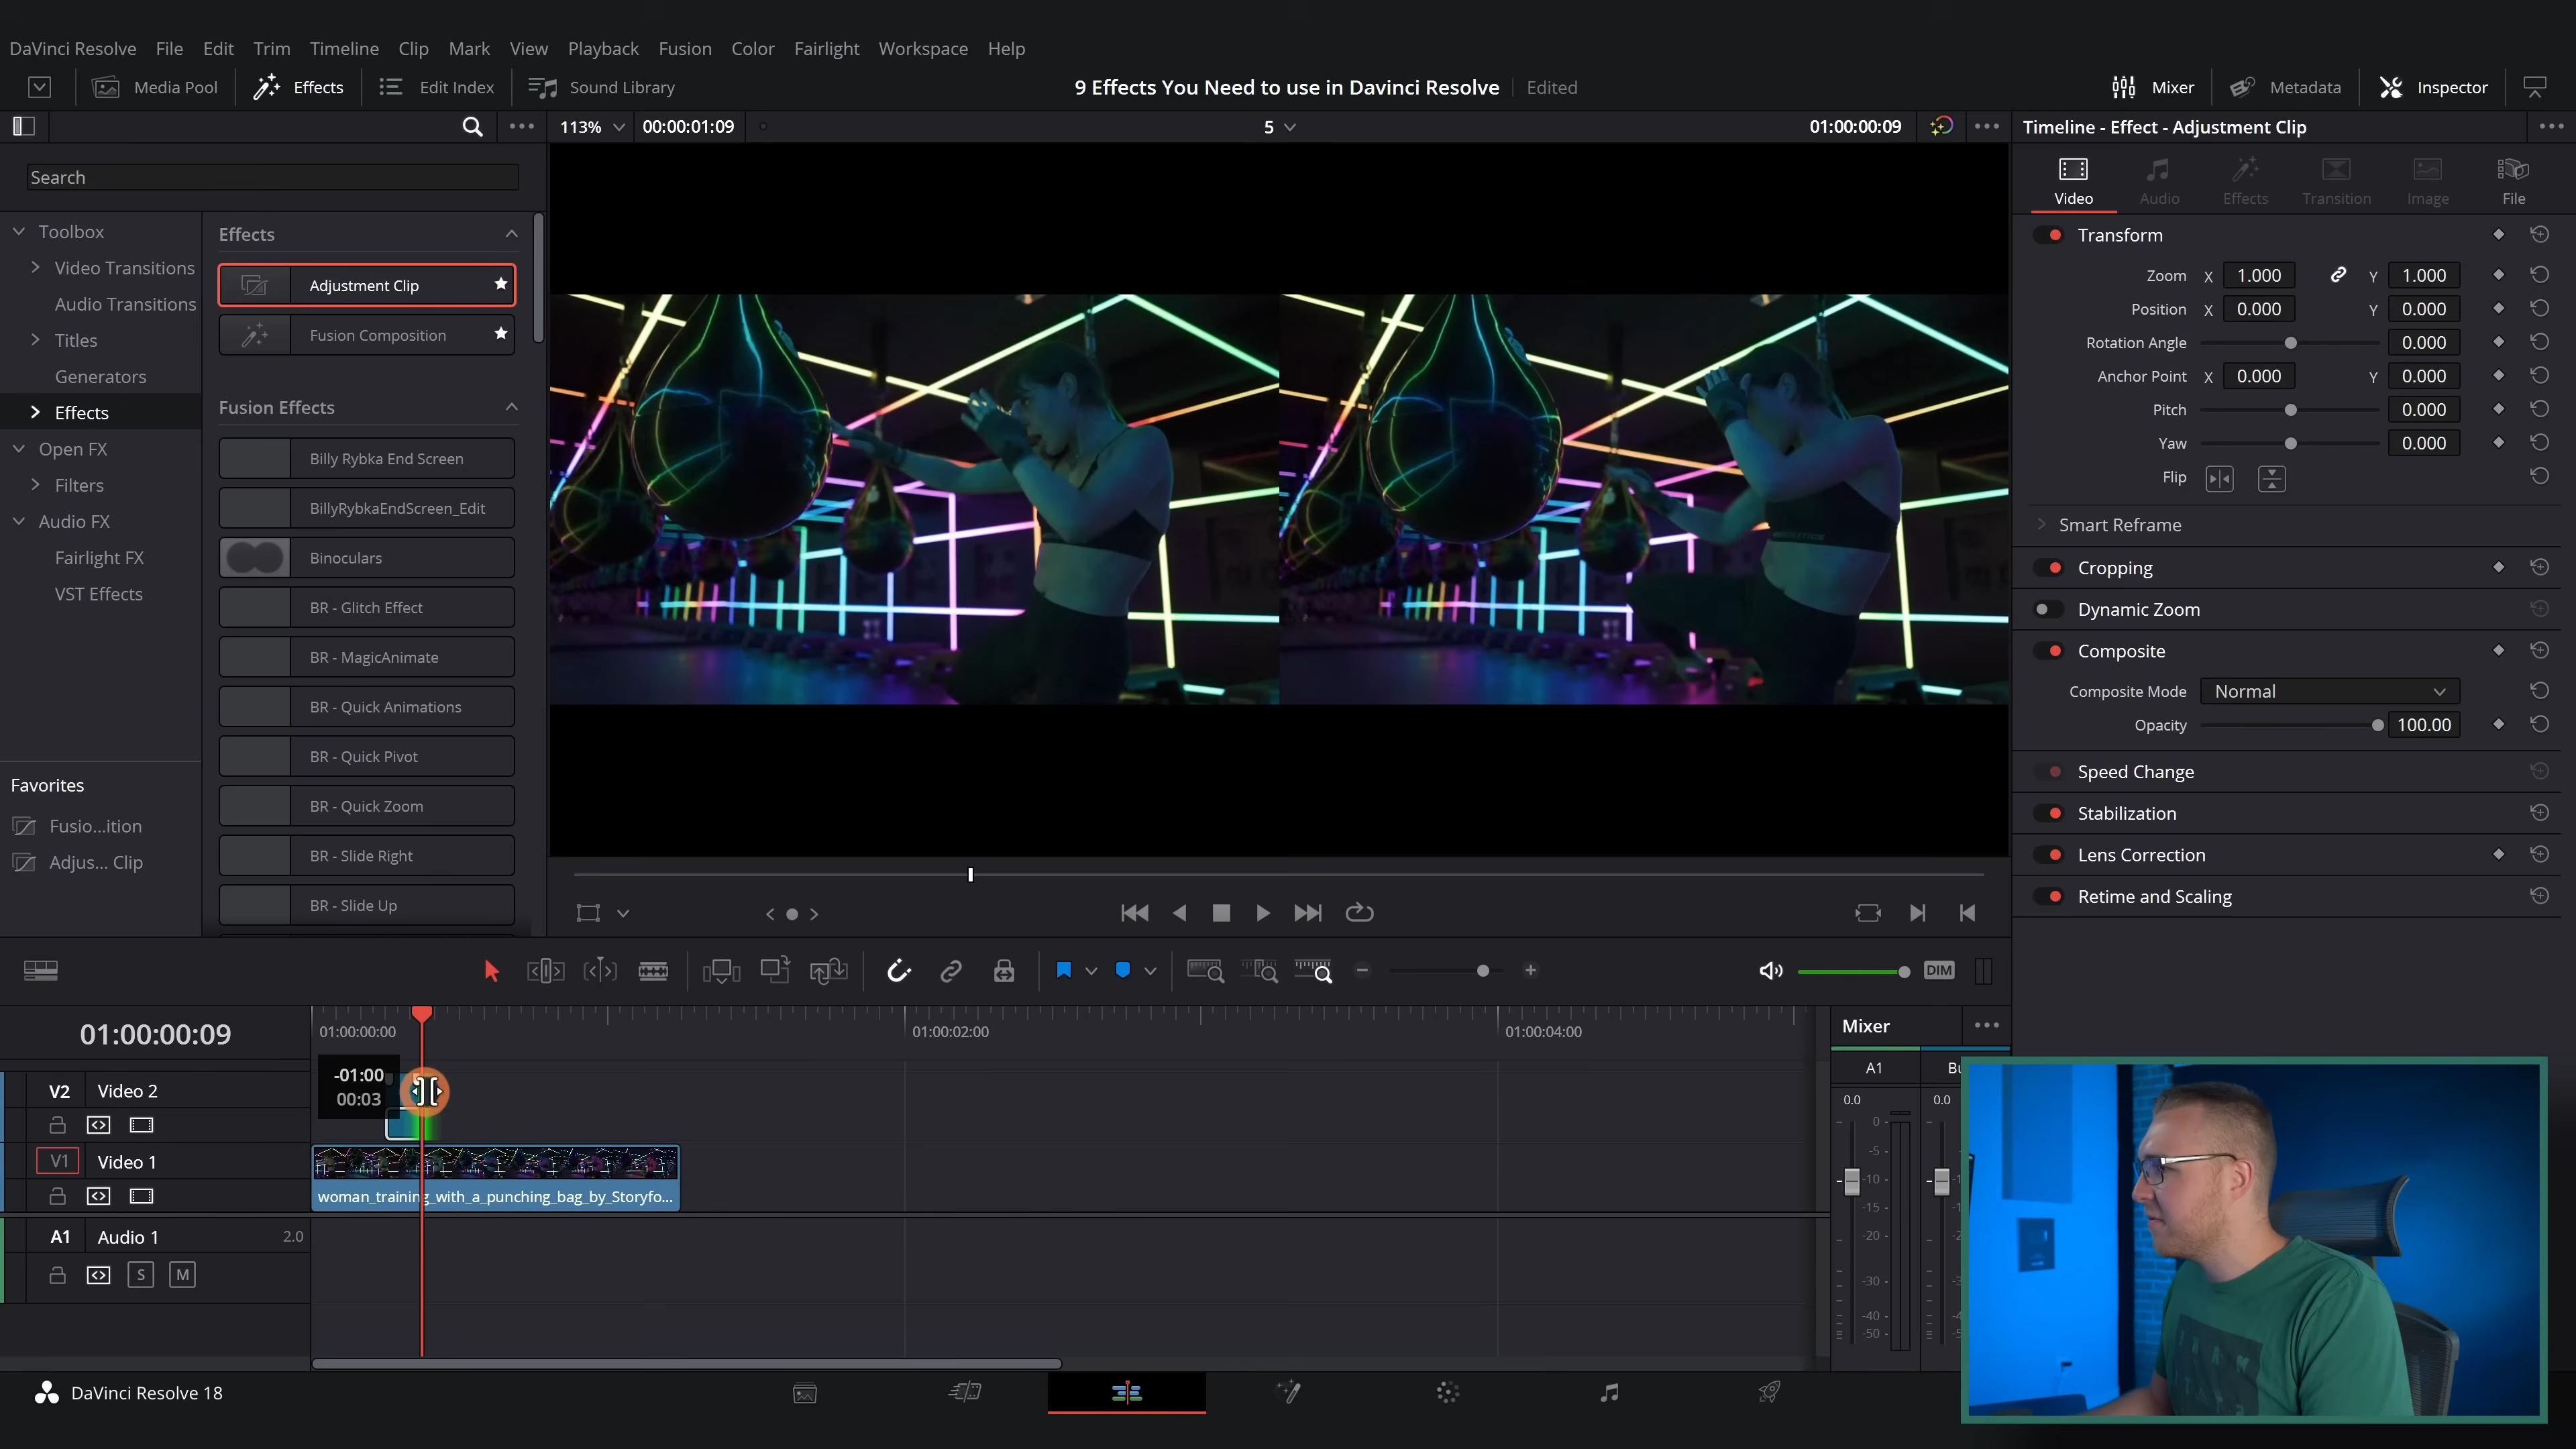 DaVinci Resolve File Edit Trim Timeline Clip Mark View Playback Fusion Color Fairlight Workspace Help
Media Pool Effects Edit Index Sound Library 9 Effects You Need to use in Davinci Resolve Edited Mixer Metadata Inspector
113% 00:00:01:09 5 01:00:00:09 Timeline - Effect - Adjustment Clip
Search
Video Audio Effects Transition Image File
Toolbox
Video Transitions
Audio Transitions
Titles
Generators
Effects
Open FX
Filters
Audio FX
Fairlight FX
VST Effects
Favorites
Fusio...ition
Adjus... Clip
Effects
Adjustment Clip
Fusion Composition
Fusion Effects
Billy Rybka End Screen
BillyRybkaEndScreen_Edit
Binoculars
BR - Glitch Effect
BR - MagicAnimate
BR - Quick Animations
BR - Quick Pivot
BR - Quick Zoom
BR - Slide Right
BR - Slide Up
Transform
Zoom X 1.000 Y 1.000
Position X 0.000 Y 0.000
Rotation Angle 0.000
Anchor Point X 0.000 Y 0.000
Pitch 0.000
Yaw 0.000
Flip
Smart Reframe
Cropping
Dynamic Zoom
Composite
Composite Mode Normal
Opacity 100.00
Speed Change
Stabilization
Lens Correction
Retime and Scaling
DIM
01:00:00:09 01:00:00:00 01:00:02:00 01:00:04:00
-01:00
00:03
V2 Video 2
V1 Video 1
woman_training_with_a_punching_bag_by_Storyfo...
A1 Audio 1 2.0
S M
Mixer
A1 Bu
0.0 0.0
0
-5
-10
-15
-20
-30
-40
-50
DaVinci Resolve 18